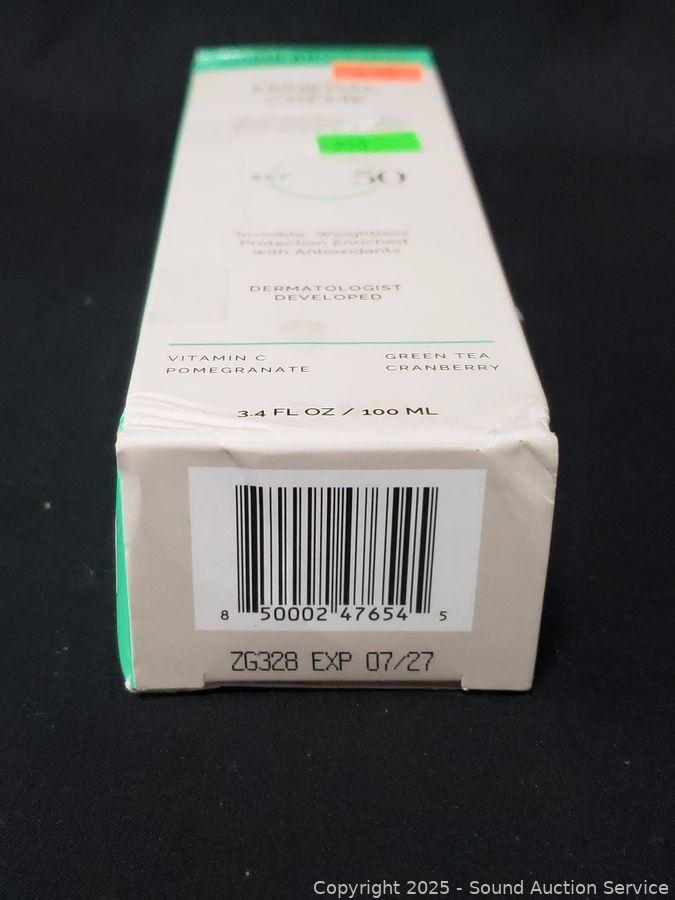 SPF 50
Invisible, Weightless
Protection Enriched
with Antioxidants
DERMATOLOGIST
DEVELOPED
VITAMIN C GREEN TEA
POMEGRANATE CRANBERRY
3.4 FL OZ / 100 ML
8 50002 47654 5
ZG328 EXP 07/27
Copyright 2025 - Sound Auction Service